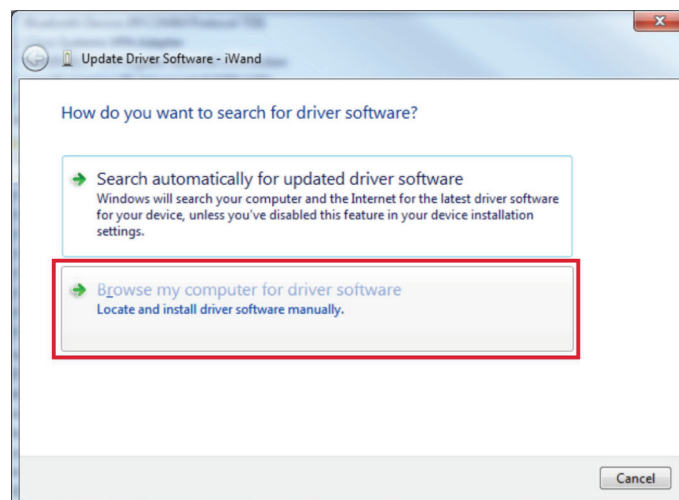 Update Driver Software - iWand
How do you want to search for driver software?
Search automatically for updated driver software
Windows will search your computer and the Internet for the latest driver software
for your device, unless you've disabled this feature in your device installation
settings.
Browse my computer for driver software
Locate and install driver software manually.
Cancel